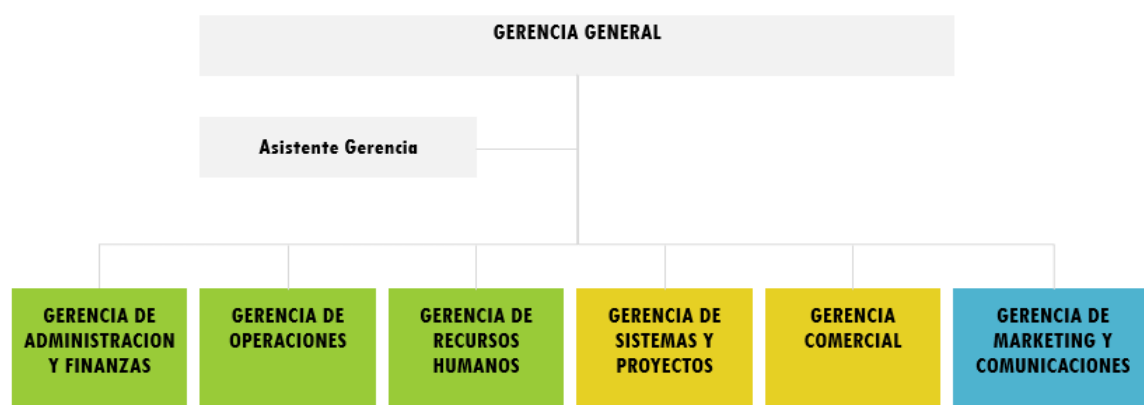 GERENCIA GENERAL
Asistente Gerencia
GERENCIA DE
ADMINISTRACION
Y FINANZAS
GERENCIA DE
OPERACIONES
GERENCIA DE
RECURSOS
HUMANOS
GERENCIA DE
SISTEMAS Y
PROYECTOS
GERENCIA
COMERCIAL
GERENCIA DE
MARKETING Y
COMUNICACIONES